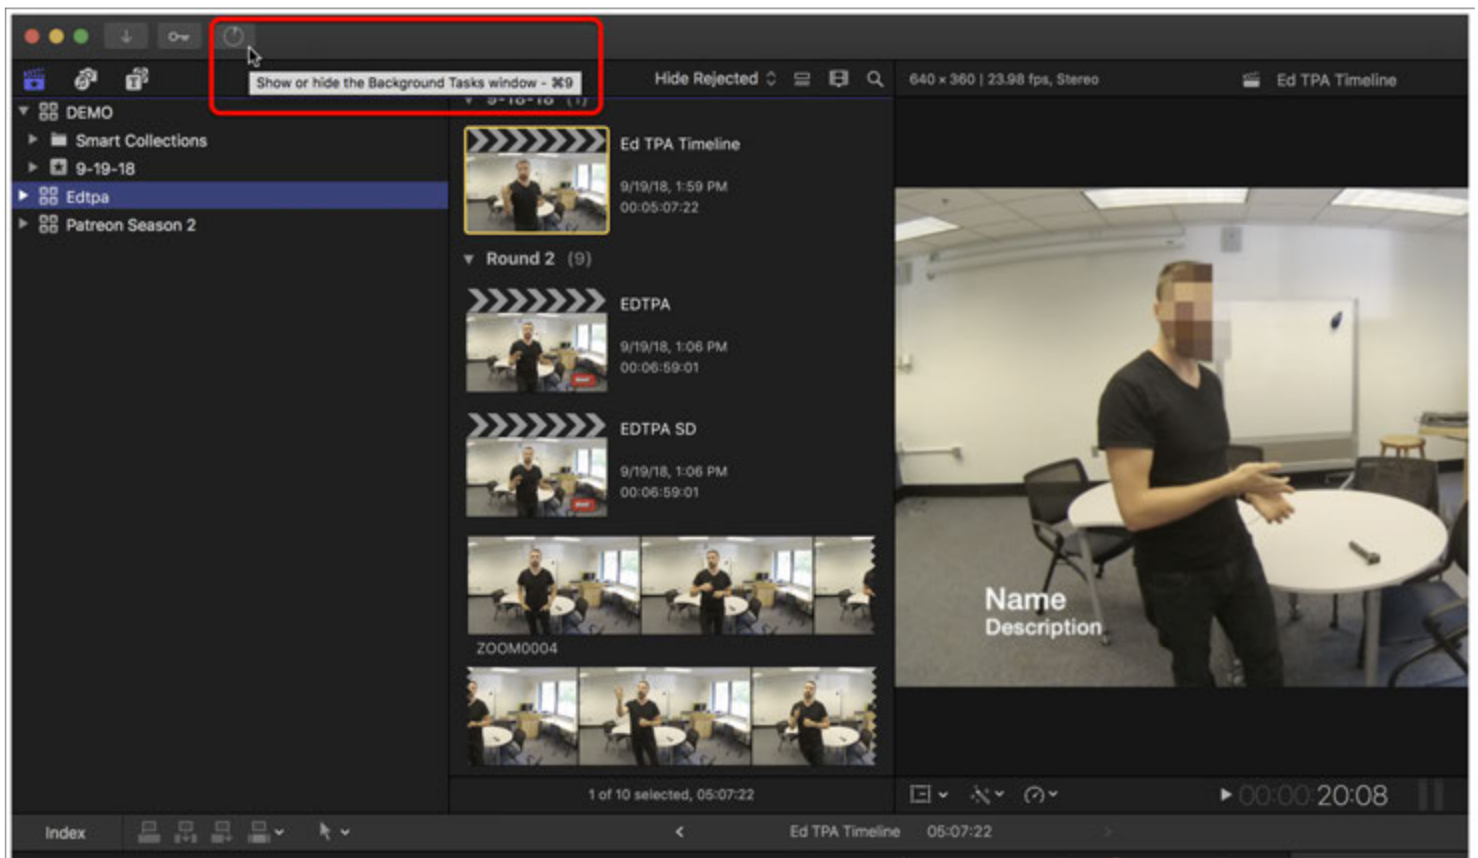 Show or hide the Background Tasks window - ⌘9
Hide Rejected
640 × 360 | 23.98 fps, Stereo
Ed TPA Timeline
DEMO
Smart Collections
9-19-18
Edtpa
Patreon Season 2
9-18-18 (1)
Ed TPA Timeline
9/19/18, 1:59 PM
00:05:07:22
Round 2 (9)
EDTPA
9/19/18, 1:06 PM
00:06:59:01
EDTPA SD
9/19/18, 1:06 PM
00:06:59:01
ZOOM0004
1 of 10 selected, 05:07:22
Name
Description
00:00:20:08
Index
Ed TPA Timeline
05:07:22